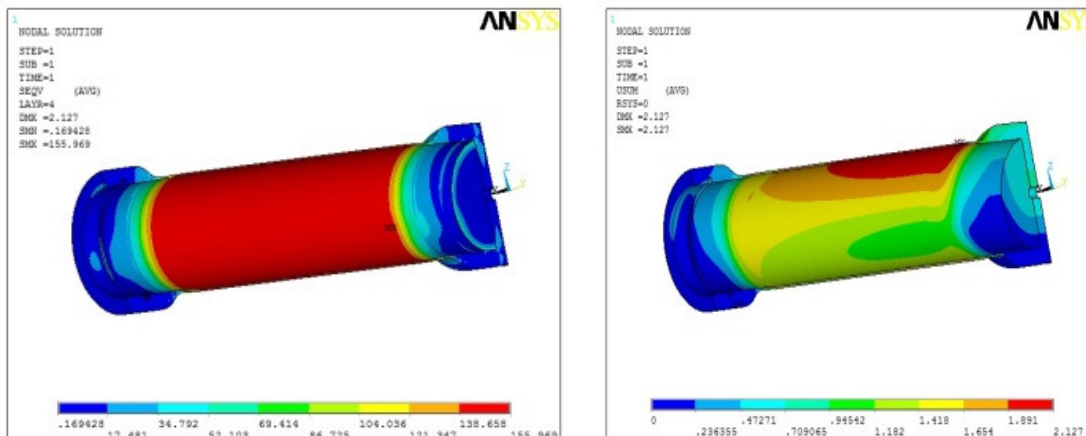 1
ANSYS
NODAL SOLUTION
STEP=1
SUB =1
TIME=1
SEQV (AVG)
LAYR=4
DMX =2.127
SMN =.169428
SMX =155.969
Z
X
MX
.169428 34.792 69.414 104.036 138.658
17.481 52.103 86.725 121.347 155.969
1
ANSYS
NODAL SOLUTION
STEP=1
SUB =1
TIME=1
USUM (AVG)
RSYS=0
DMX =2.127
SMX =2.127
MX
Z
X
0 .47271 .94542 1.418 1.891
.236355 .709065 1.182 1.654 2.127